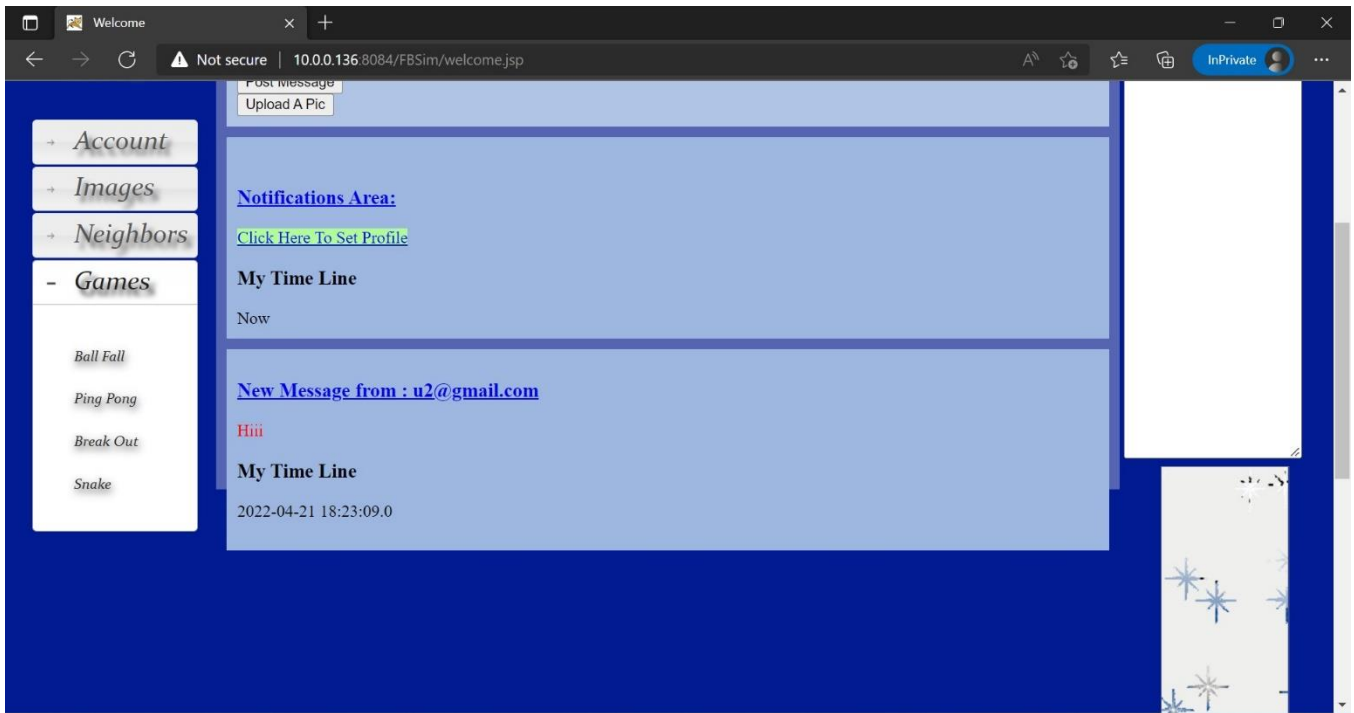 Welcome
Not secure | 10.0.0.136:8084/FBSim/welcome.jsp
InPrivate
Post Message
Upload A Pic
Account
Images
Neighbors
Games
Ball Fall
Ping Pong
Break Out
Snake
Notifications Area:
Click Here To Set Profile
My Time Line
Now
New Message from : u2@gmail.com
Hiii
My Time Line
2022-04-21 18:23:09.0